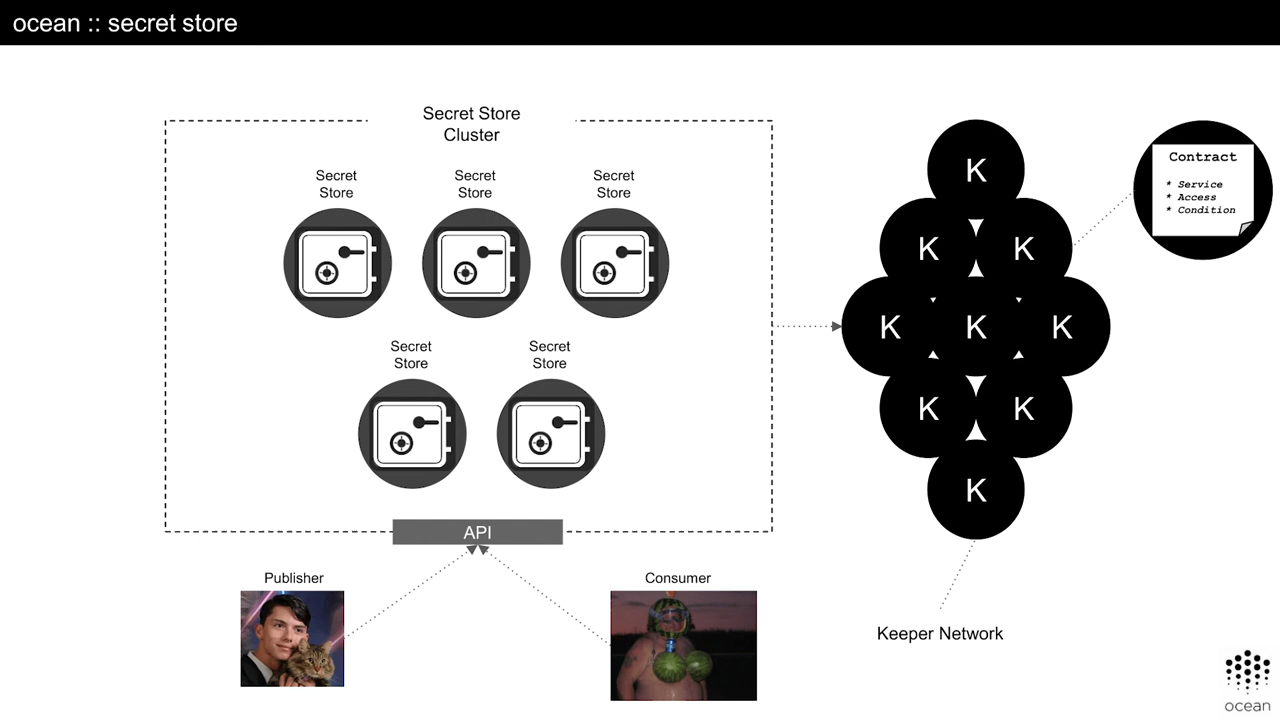 ocean :: secret store
Secret Store
Cluster
Secret
Store
Secret
Store
Secret
Store
Secret
Store
Secret
Store
API
Publisher
Consumer
K
K
K
K
K
K
K
K
K
Contract
* Service
* Access
* Condition
Keeper Network
ocean